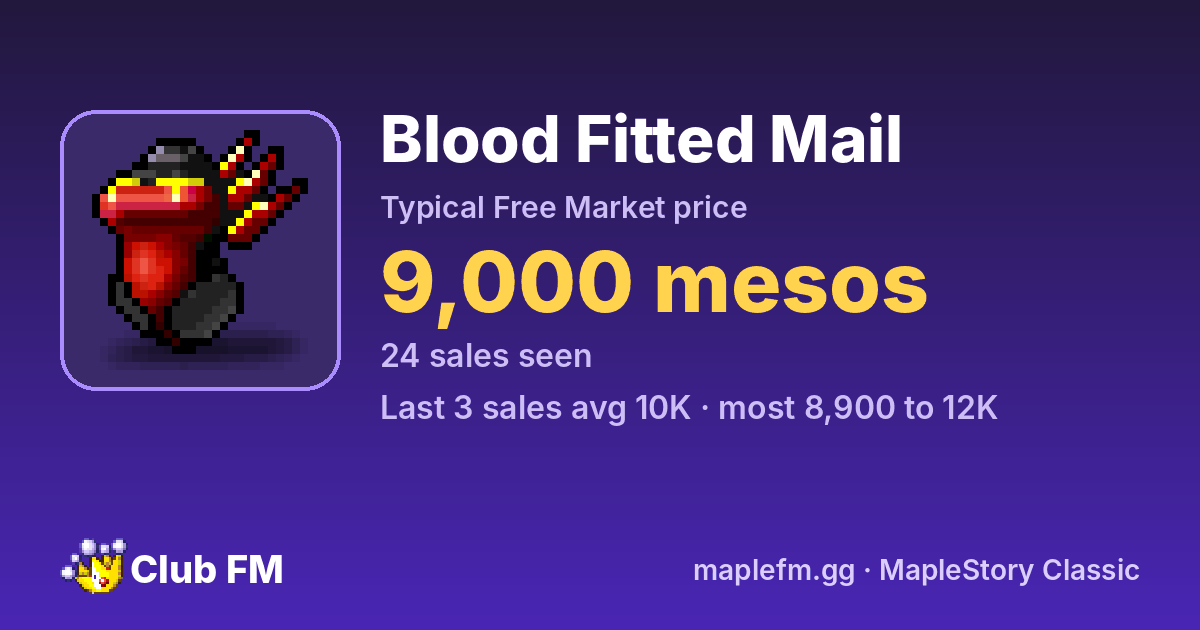 Blood Fitted Mail
Typical Free Market price
9,000 mesos
24 sales seen
Last 3 sales avg 10K · most 8,900 to 12K
Club FM
maplefm.gg · MapleStory Classic